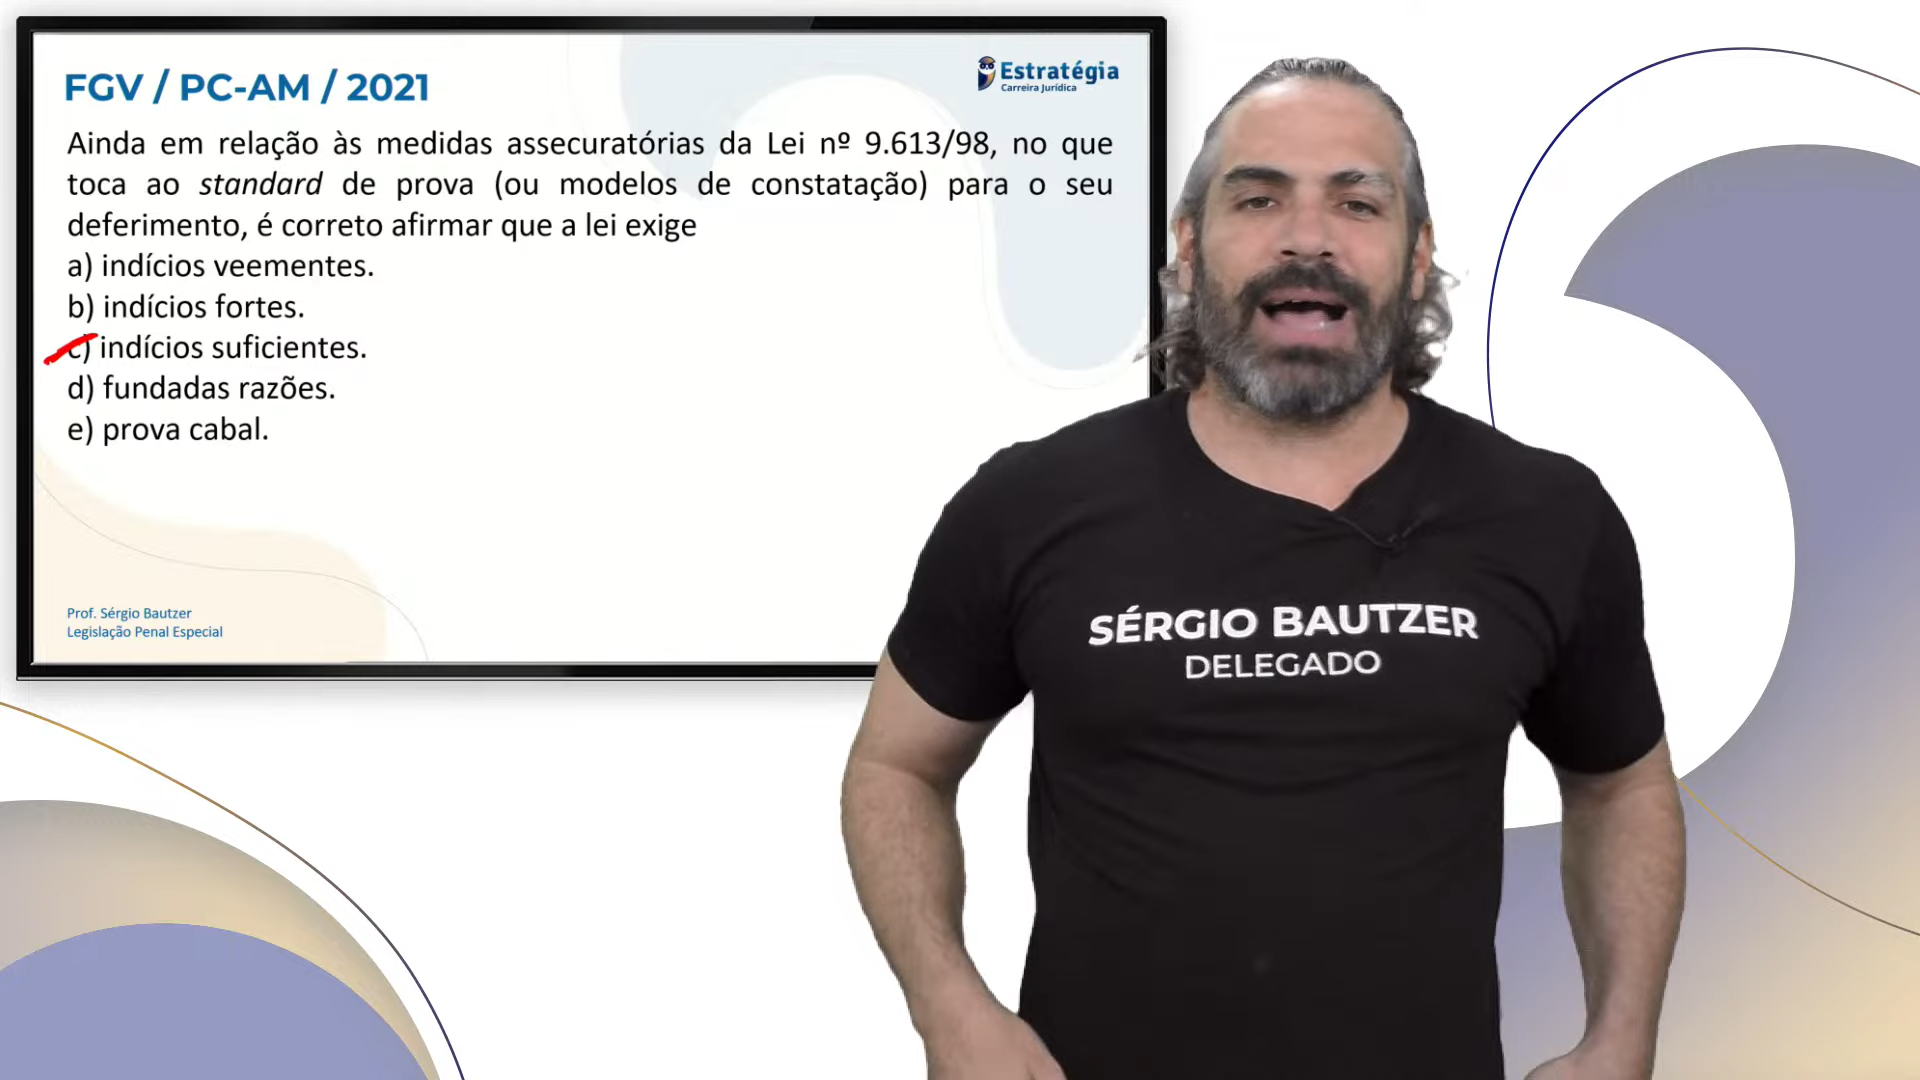 FGV / PC-AM / 2021
Estratégia
Carreira Jurídica
Ainda em relação às medidas assecuratórias da Lei nº 9.613/98, no que
toca ao standard de prova (ou modelos de constatação) para o seu
deferimento, é correto afirmar que a lei exige
a) indícios veementes.
b) indícios fortes.
c) indícios suficientes.
d) fundadas razões.
e) prova cabal.
Prof. Sérgio Bautzer
Legislação Penal Especial
SÉRGIO BAUTZER
DELEGADO